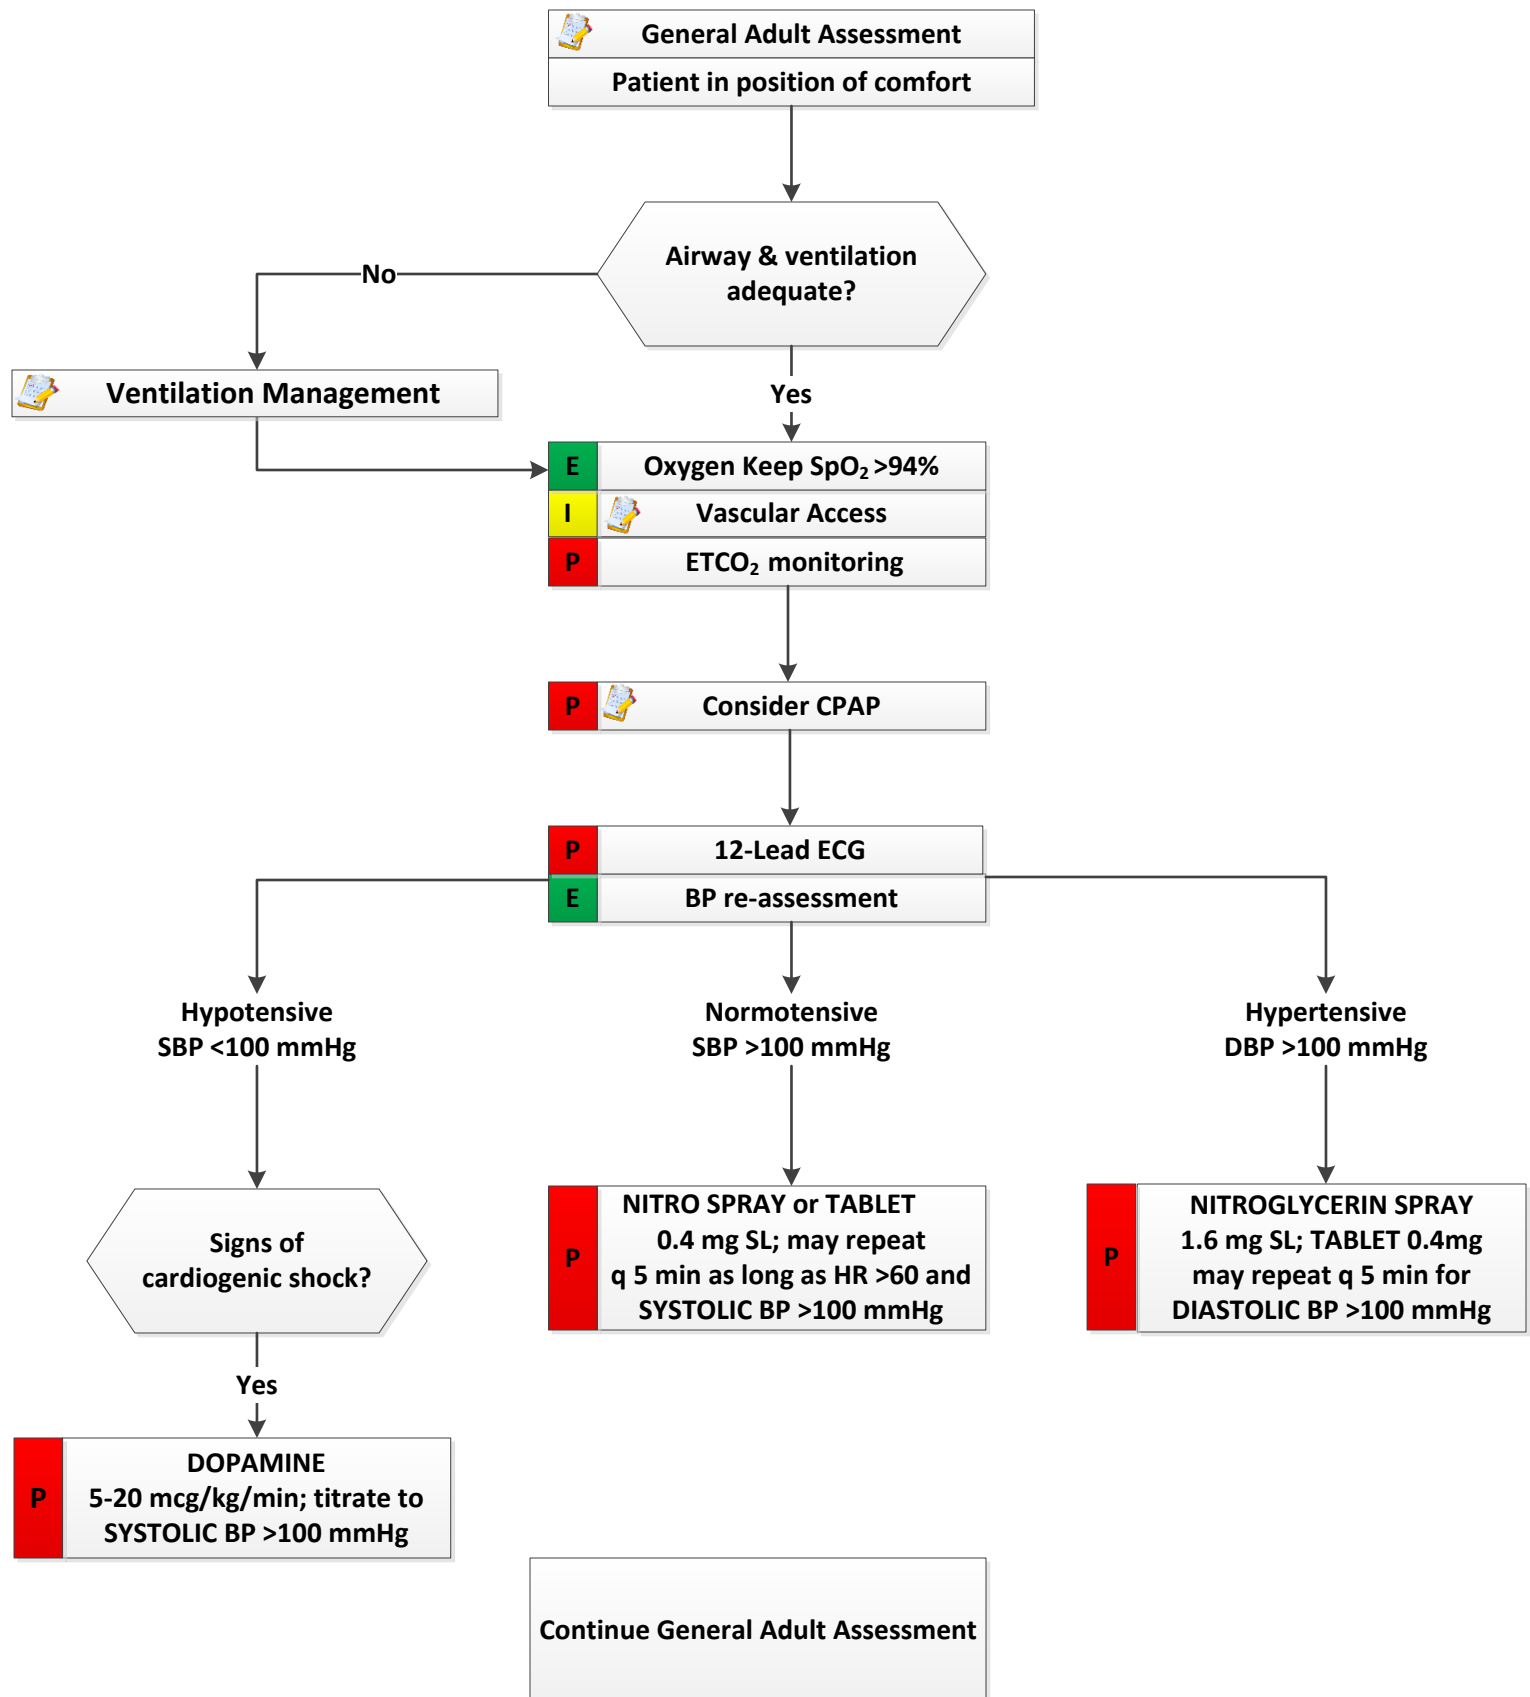 General Adult Assessment
Patient in position of comfort
Airway & ventilation
adequate?
No
Yes
Ventilation Management
E
Oxygen Keep SpO₂ >94%
I
Vascular Access
P
ETCO₂ monitoring
P
Consider CPAP
P
12-Lead ECG
E
BP re-assessment
Hypotensive
SBP <100 mmHg
Normotensive
SBP >100 mmHg
Hypertensive
DBP >100 mmHg
Signs of
cardiogenic shock?
P
NITRO SPRAY or TABLET
0.4 mg SL; may repeat
q 5 min as long as HR >60 and
SYSTOLIC BP >100 mmHg
P
NITROGLYCERIN SPRAY
1.6 mg SL; TABLET 0.4mg
may repeat q 5 min for
DIASTOLIC BP >100 mmHg
Yes
P
DOPAMINE
5-20 mcg/kg/min; titrate to
SYSTOLIC BP >100 mmHg
Continue General Adult Assessment